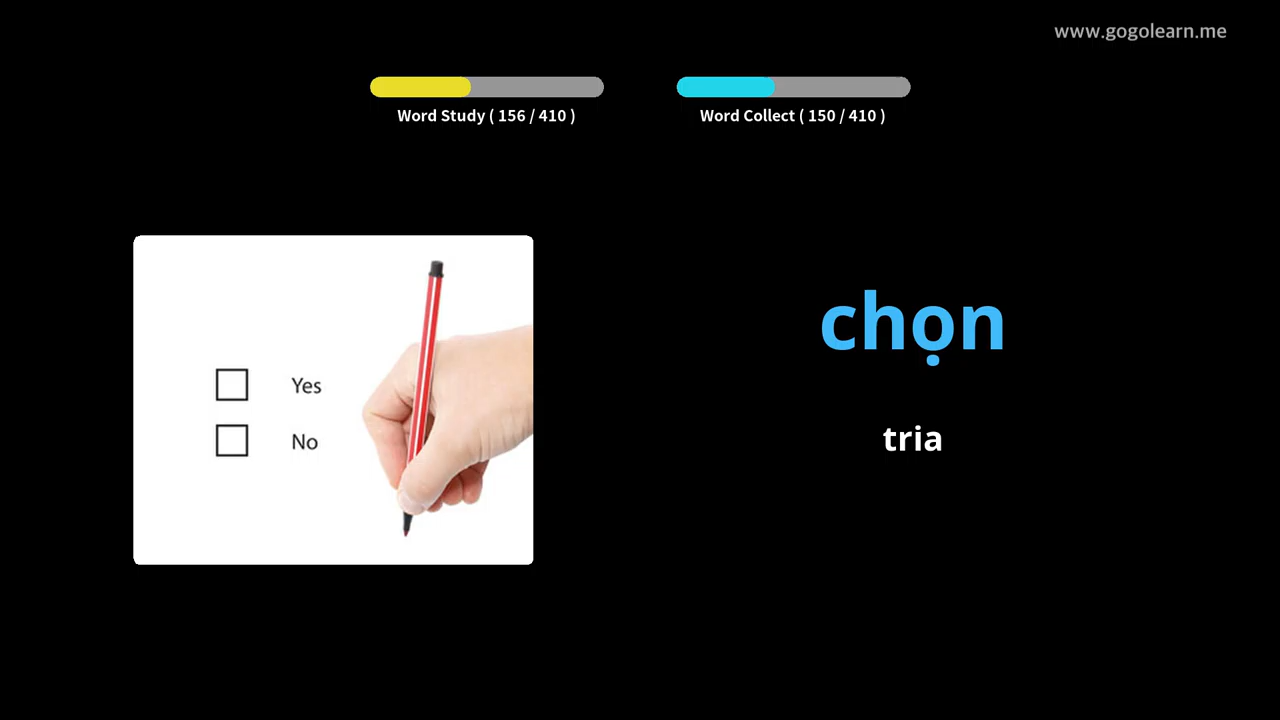 www.gogolearn.me
Word Study ( 156 / 410 )
Word Collect ( 150 / 410 )
Yes
No
chọn
tria